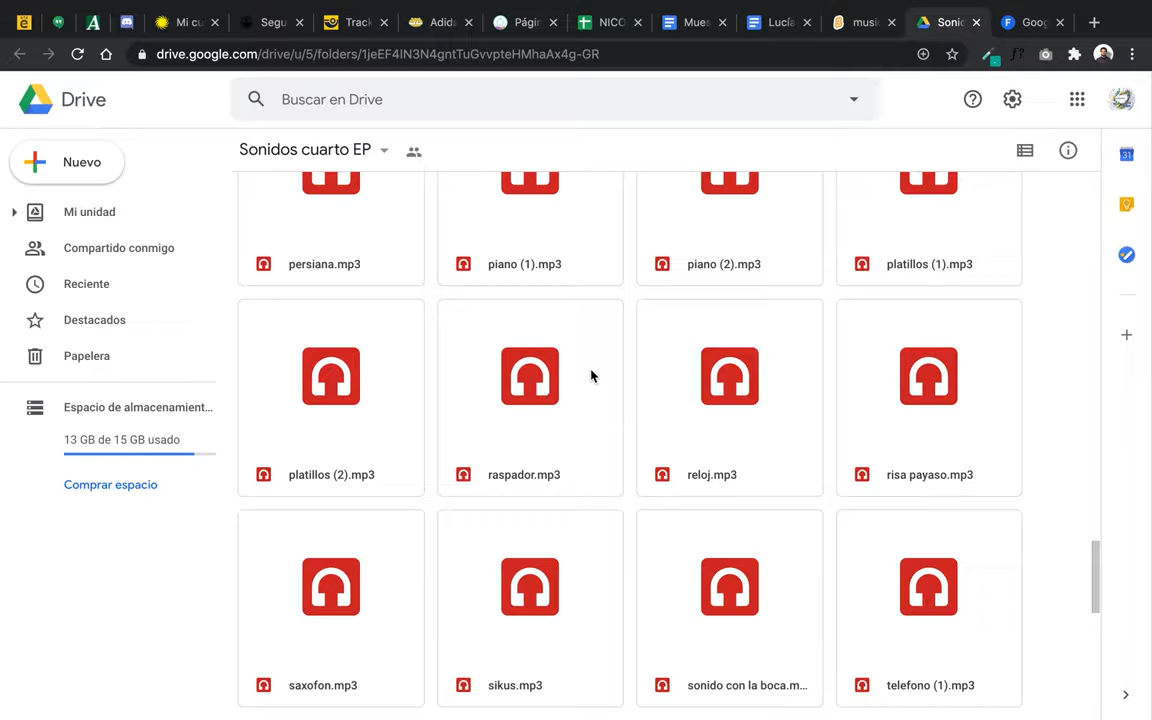 Mi cu
Segu
Track
Adida
Págin
NICO
Mues
Lucía
music
Sonid
Goog
drive.google.com/drive/u/5/folders/1jeEF4IN3N4gntTuGvvpteHMhaAx4g-GR
f?
Drive
Buscar en Drive
Nuevo
Sonidos cuarto EP
31
Mi unidad
Compartido conmigo
Reciente
Destacados
Papelera
Espacio de almacenamient...
13 GB de 15 GB usado
Comprar espacio
persiana.mp3
piano (1).mp3
piano (2).mp3
platillos (1).mp3
platillos (2).mp3
raspador.mp3
reloj.mp3
risa payaso.mp3
saxofon.mp3
sikus.mp3
sonido con la boca.m...
telefono (1).mp3